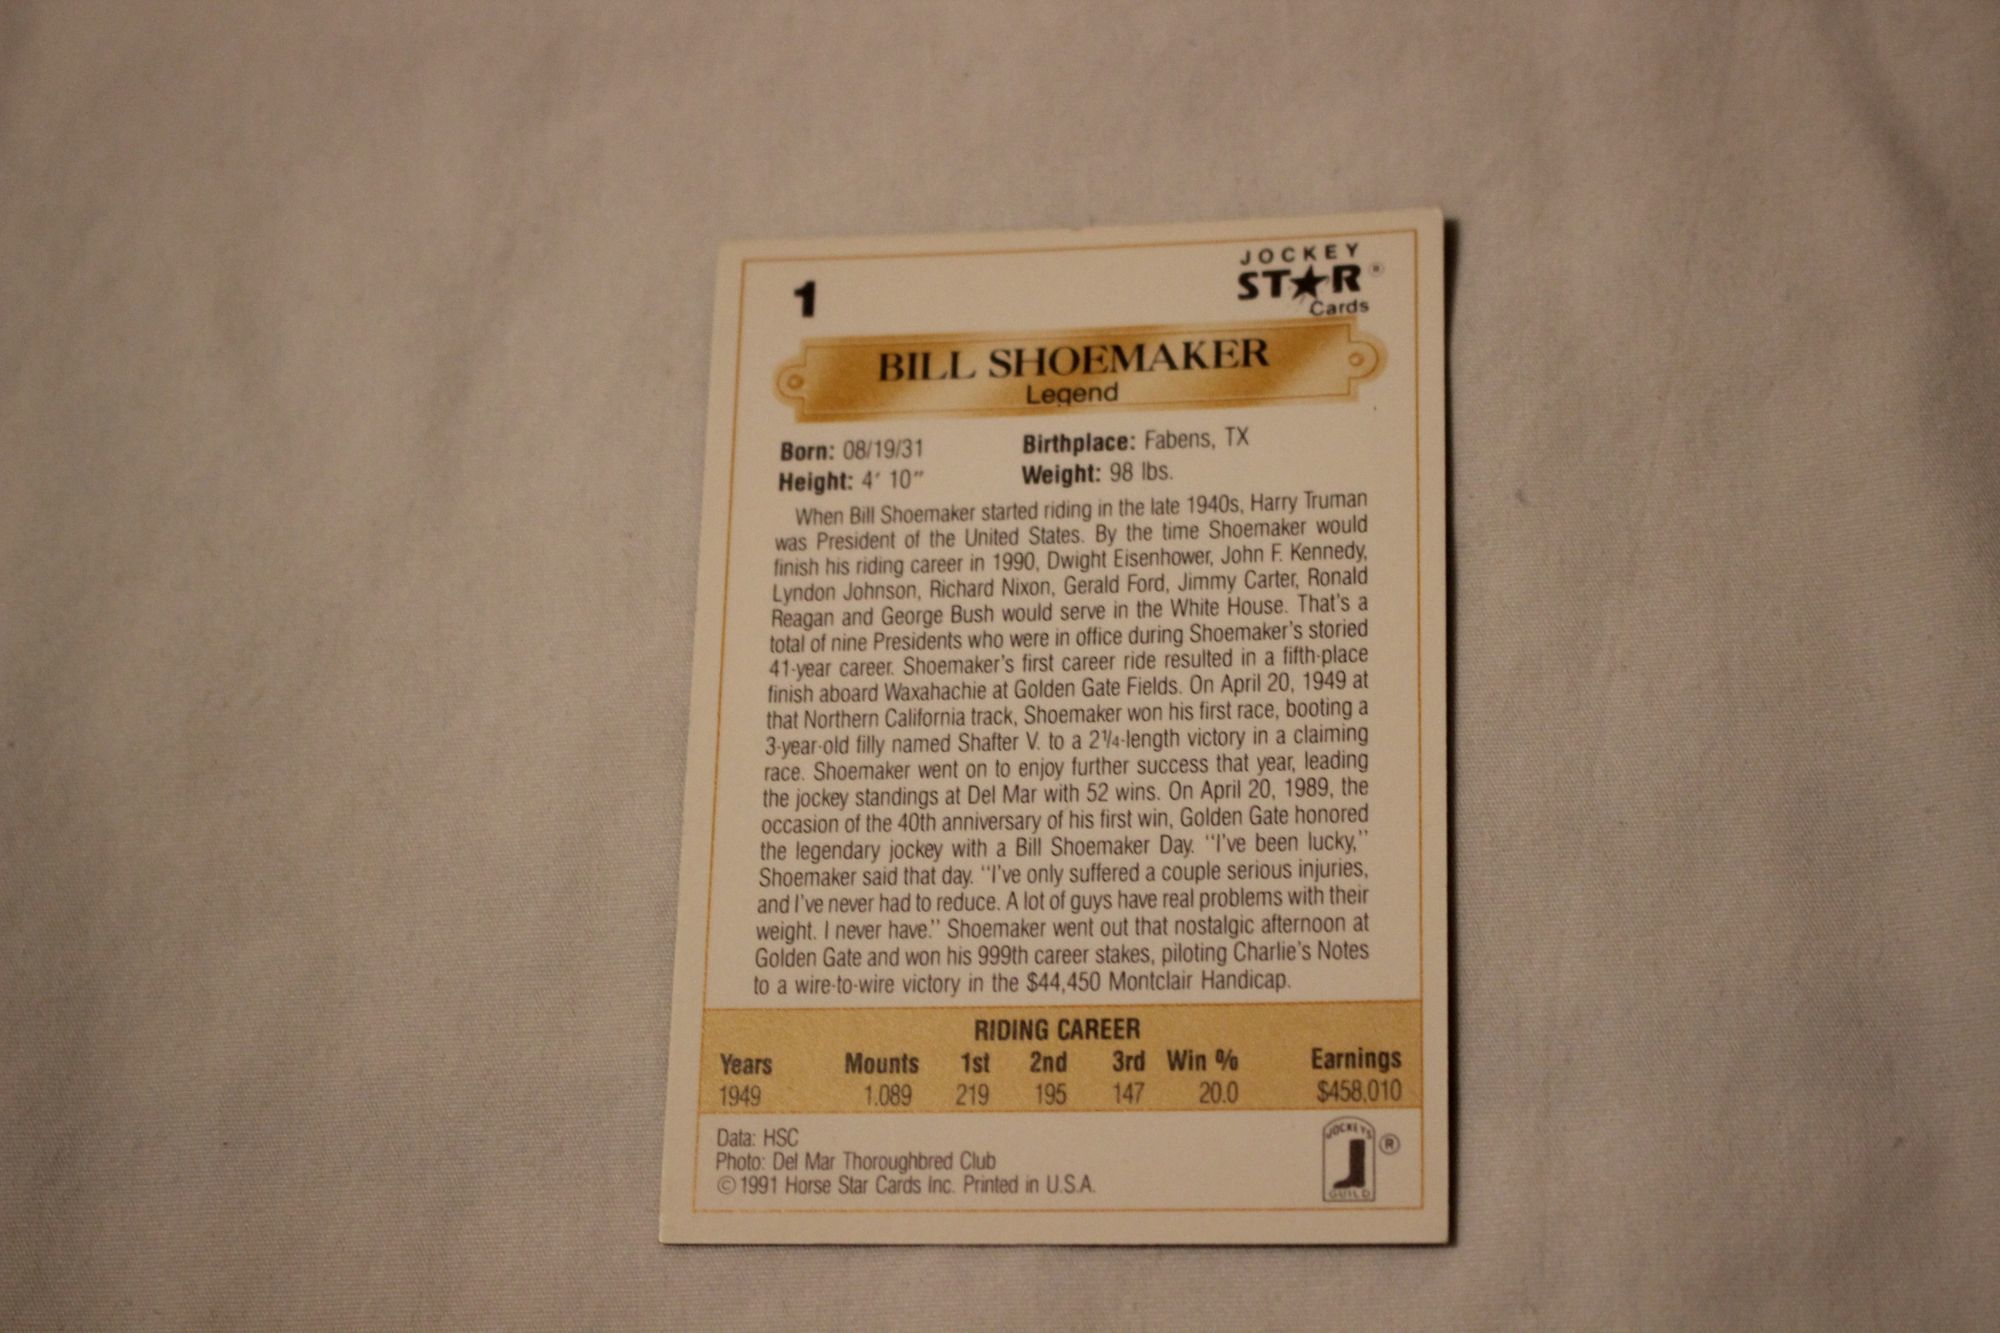 1
JOCKEY
ST★R ®
Cards
BILL SHOEMAKER
Legend
Born: 08/19/31 Birthplace: Fabens, TX
Height: 4' 10" Weight: 98 lbs.
When Bill Shoemaker started riding in the late 1940s, Harry Truman
was President of the United States. By the time Shoemaker would
finish his riding career in 1990, Dwight Eisenhower, John F. Kennedy,
Lyndon Johnson, Richard Nixon, Gerald Ford, Jimmy Carter, Ronald
Reagan and George Bush would serve in the White House. That's a
total of nine Presidents who were in office during Shoemaker's storied
41-year career. Shoemaker's first career ride resulted in a fifth-place
finish aboard Waxahachie at Golden Gate Fields. On April 20, 1949 at
that Northern California track, Shoemaker won his first race, booting a
3-year-old filly named Shafter V. to a 2¼-length victory in a claiming
race. Shoemaker went on to enjoy further success that year, leading
the jockey standings at Del Mar with 52 wins. On April 20, 1989, the
occasion of the 40th anniversary of his first win, Golden Gate honored
the legendary jockey with a Bill Shoemaker Day. "I've been lucky,"
Shoemaker said that day. "I've only suffered a couple serious injuries,
and I've never had to reduce. A lot of guys have real problems with their
weight. I never have." Shoemaker went out that nostalgic afternoon at
Golden Gate and won his 999th career stakes, piloting Charlie's Notes
to a wire-to-wire victory in the $44,450 Montclair Handicap.
RIDING CAREER
Years Mounts 1st 2nd 3rd Win % Earnings
1949 1,089 219 195 147 20.0 $458,010
Data: HSC
Photo: Del Mar Thoroughbred Club
©1991 Horse Star Cards Inc. Printed in U.S.A.
JOCKEYS
GUILD
®